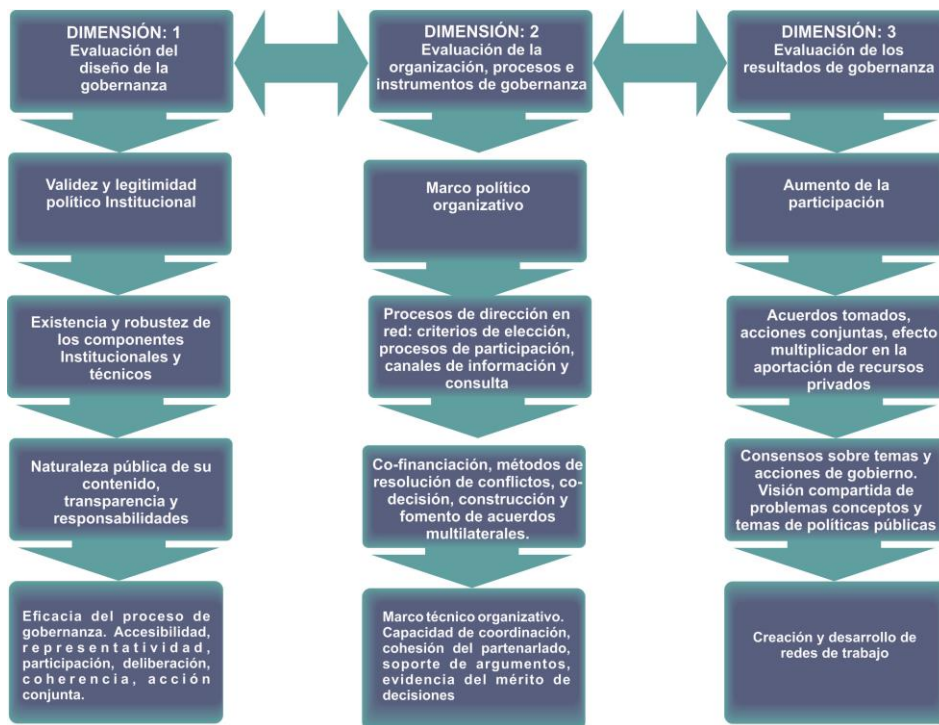 DIMENSIÓN: 1
Evaluación del
diseño de la
gobernanza
Validez y legitimidad
político Institucional
Existencia y robustez de
los componentes
Institucionales y
técnicos
Naturaleza pública de su
contenido,
transparencia y
responsabilidades
Eficacia del proceso de
gobernanza. Accesibilidad,
representatividad,
participación, deliberación,
coherencia, acción
conjunta.
DIMENSIÓN: 2
Evaluación de la
organización, procesos e
instrumentos de gobernanza
Marco político
organizativo
Procesos de dirección en
red: criterios de elección,
procesos de participación,
canales de información y
consulta
Co-financiación, métodos de
resolución de conflictos, co-
decisión, construcción y
fomento de acuerdos
multilaterales.
Marco técnico organizativo.
Capacidad de coordinación,
cohesión del partenarlado,
soporte de argumentos,
evidencia del mérito de
decisiones
DIMENSIÓN: 3
Evaluación de los
resultados de gobernanza
Aumento de la
participación
Acuerdos tomados,
acciones conjuntas, efecto
multiplicador en la
aportación de recursos
privados
Consensos sobre temas y
acciones de gobierno.
Visión compartida de
problemas conceptos y
temas de políticas públicas
Creación y desarrollo de
redes de trabajo